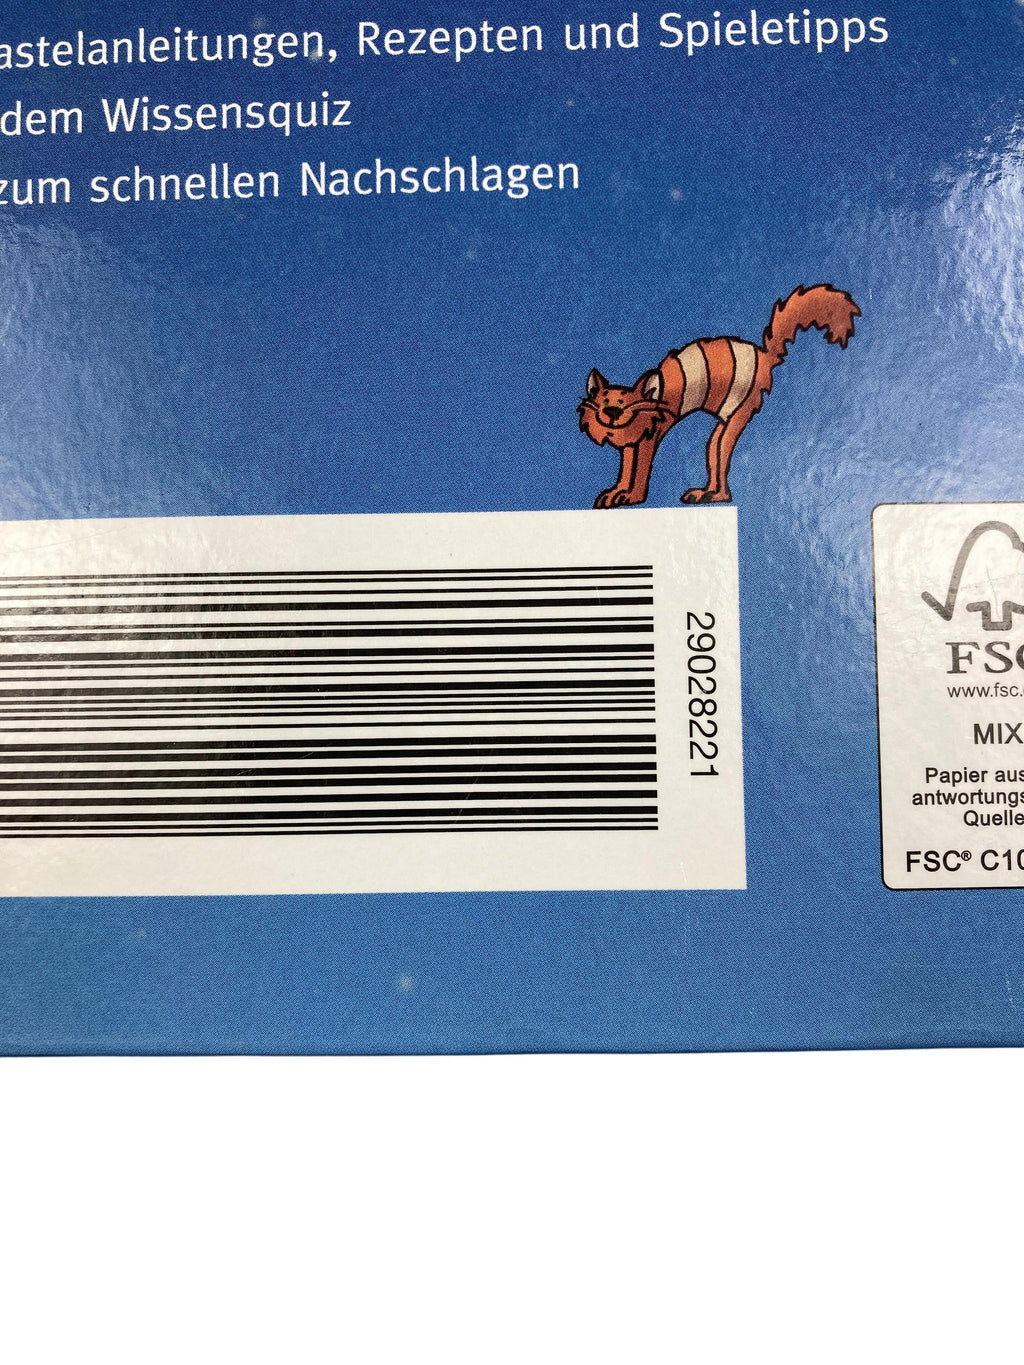 astelanleitungen, Rezepten und Spieletipps
dem Wissensquiz
zum schnellen Nachschlagen
29028221
FSC
www.fsc.
MIX
Papier aus
antwortungs
Quelle
FSC® C10